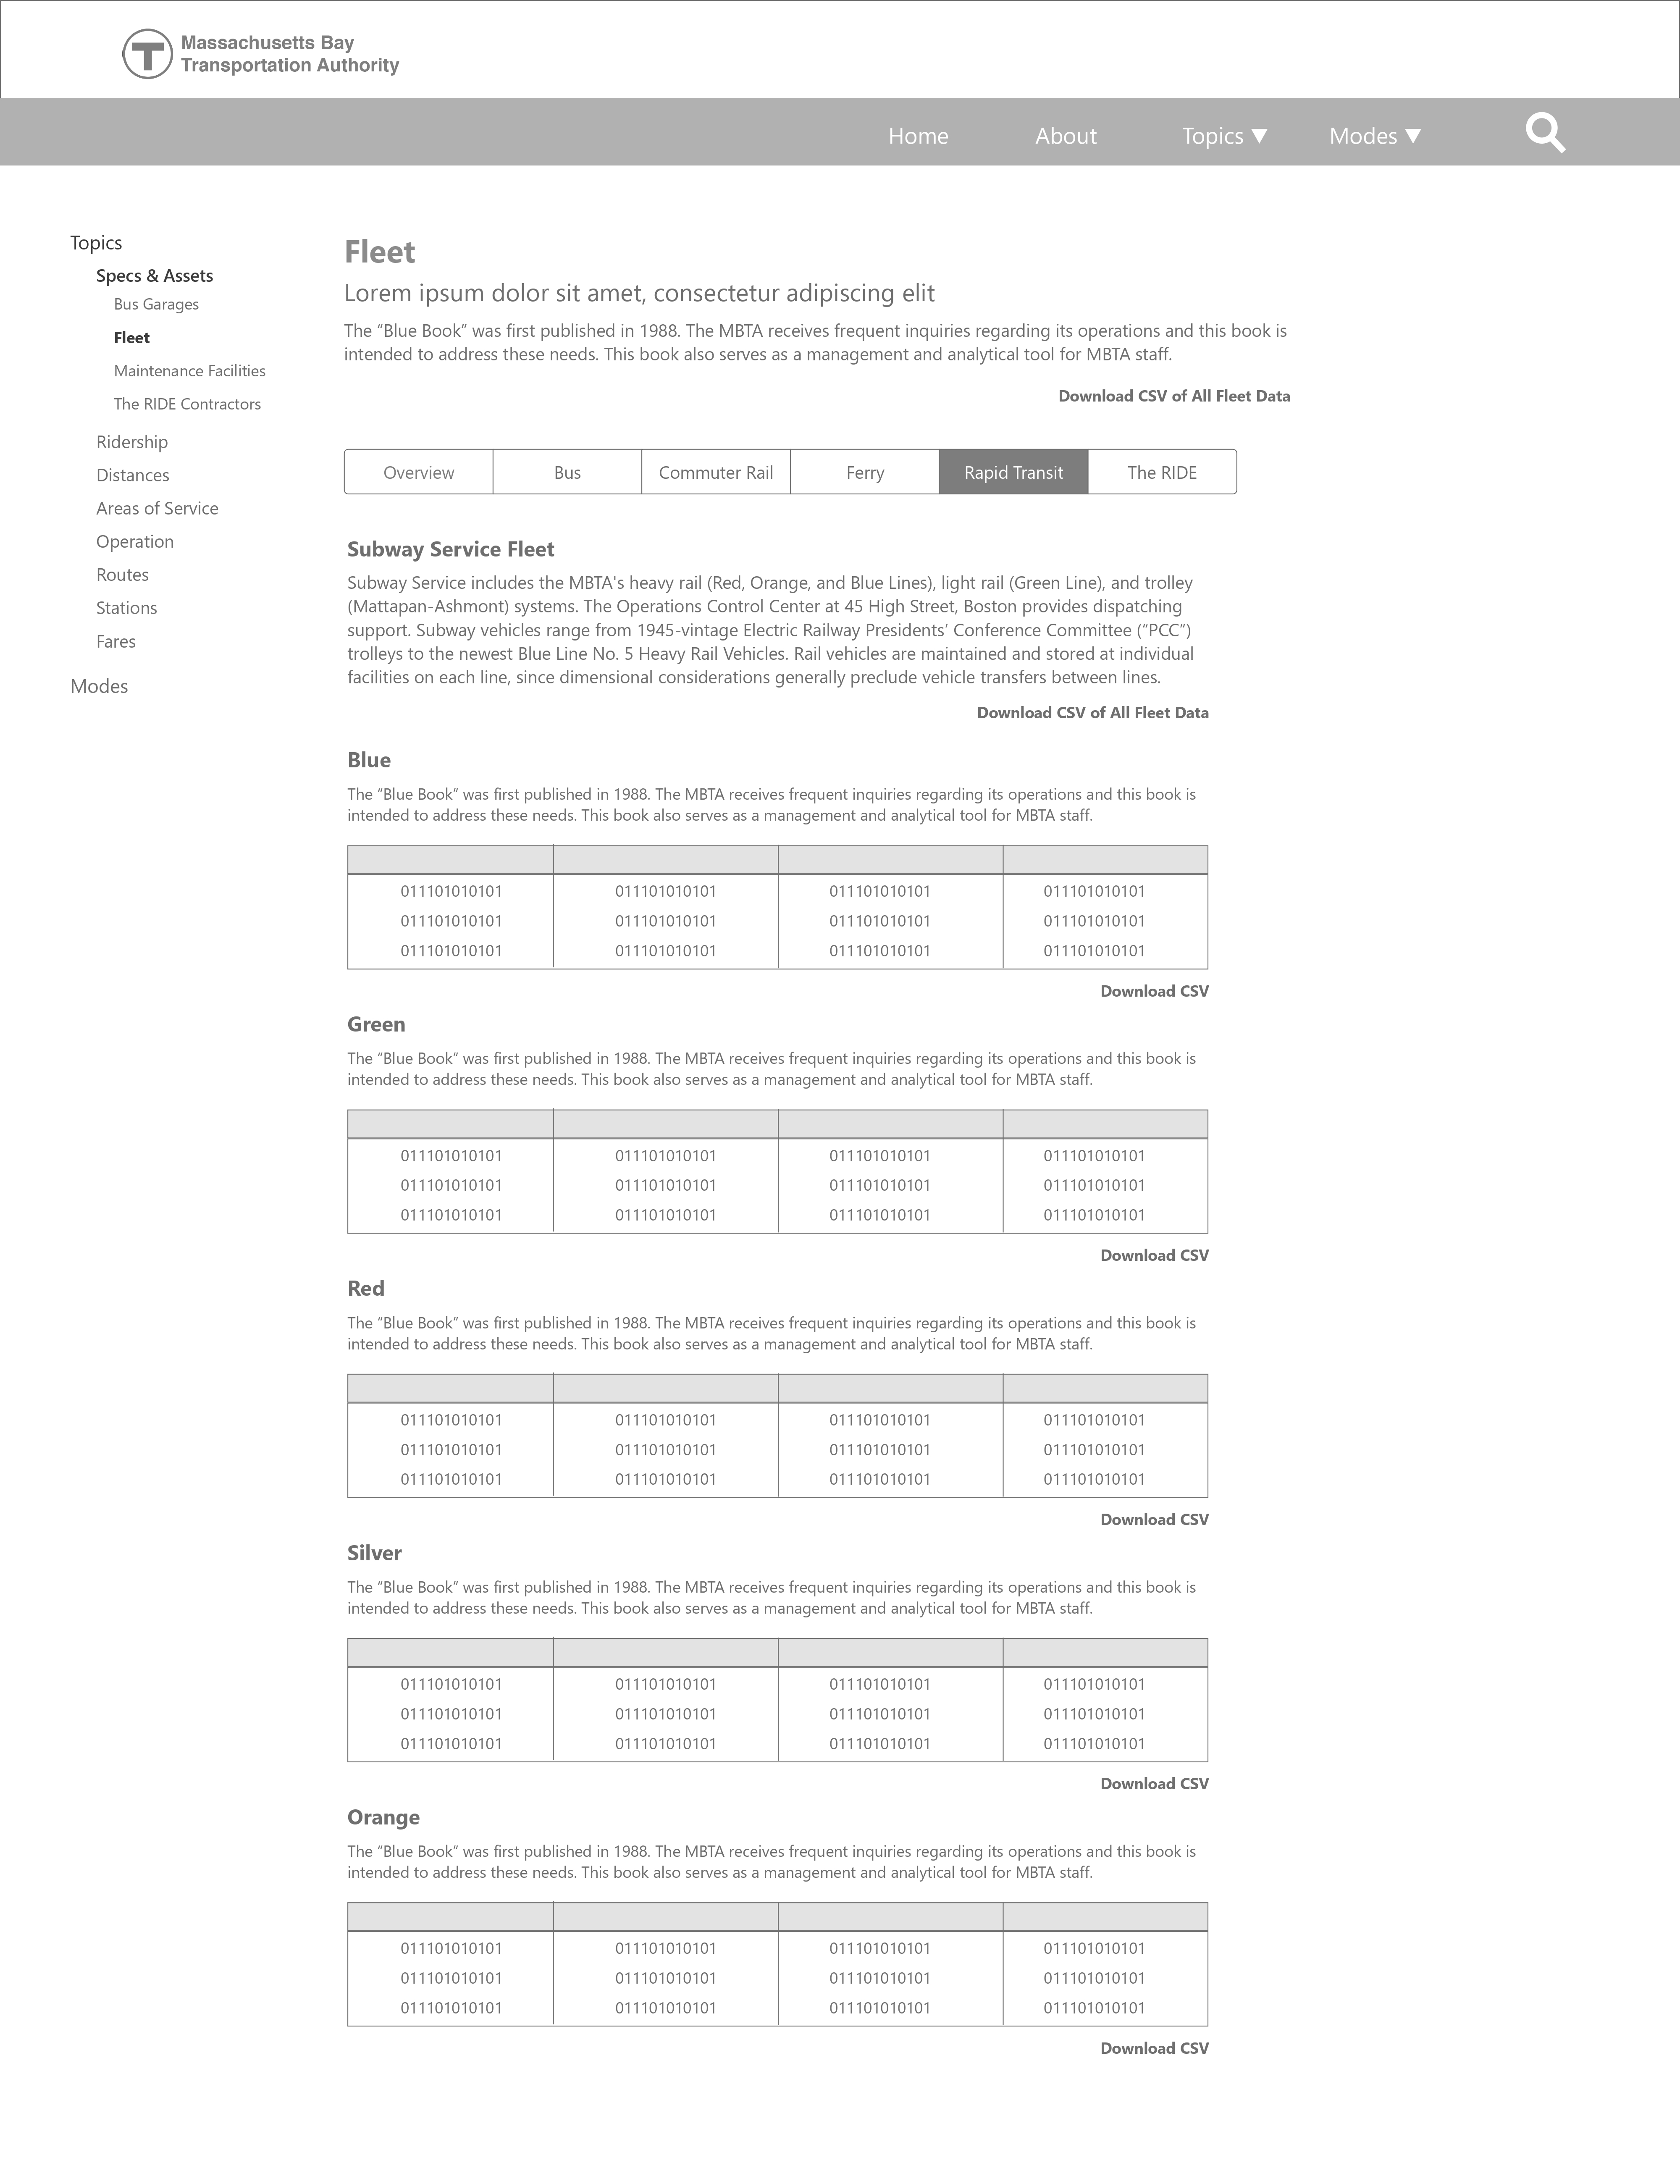 Massachusetts Bay
Transportation Authority
Home About Topics ▼ Modes ▼
Topics
Specs & Assets
Bus Garages
Fleet
Maintenance Facilities
The RIDE Contractors
Ridership
Distances
Areas of Service
Operation
Routes
Stations
Fares
Modes
Fleet
Lorem ipsum dolor sit amet, consectetur adipiscing elit
The “Blue Book” was first published in 1988. The MBTA receives frequent inquiries regarding its operations and this book is
intended to address these needs. This book also serves as a management and analytical tool for MBTA staff.
Download CSV of All Fleet Data
Overview Bus Commuter Rail Ferry Rapid Transit The RIDE
Subway Service Fleet
Subway Service includes the MBTA's heavy rail (Red, Orange, and Blue Lines), light rail (Green Line), and trolley
(Mattapan-Ashmont) systems. The Operations Control Center at 45 High Street, Boston provides dispatching
support. Subway vehicles range from 1945-vintage Electric Railway Presidents’ Conference Committee (“PCC”)
trolleys to the newest Blue Line No. 5 Heavy Rail Vehicles. Rail vehicles are maintained and stored at individual
facilities on each line, since dimensional considerations generally preclude vehicle transfers between lines.
Download CSV of All Fleet Data
Blue
The “Blue Book” was first published in 1988. The MBTA receives frequent inquiries regarding its operations and this book is
intended to address these needs. This book also serves as a management and analytical tool for MBTA staff.
011101010101 011101010101 011101010101 011101010101
011101010101 011101010101 011101010101 011101010101
011101010101 011101010101 011101010101 011101010101
Download CSV
Green
The “Blue Book” was first published in 1988. The MBTA receives frequent inquiries regarding its operations and this book is
intended to address these needs. This book also serves as a management and analytical tool for MBTA staff.
011101010101 011101010101 011101010101 011101010101
011101010101 011101010101 011101010101 011101010101
011101010101 011101010101 011101010101 011101010101
Download CSV
Red
The “Blue Book” was first published in 1988. The MBTA receives frequent inquiries regarding its operations and this book is
intended to address these needs. This book also serves as a management and analytical tool for MBTA staff.
011101010101 011101010101 011101010101 011101010101
011101010101 011101010101 011101010101 011101010101
011101010101 011101010101 011101010101 011101010101
Download CSV
Silver
The “Blue Book” was first published in 1988. The MBTA receives frequent inquiries regarding its operations and this book is
intended to address these needs. This book also serves as a management and analytical tool for MBTA staff.
011101010101 011101010101 011101010101 011101010101
011101010101 011101010101 011101010101 011101010101
011101010101 011101010101 011101010101 011101010101
Download CSV
Orange
The “Blue Book” was first published in 1988. The MBTA receives frequent inquiries regarding its operations and this book is
intended to address these needs. This book also serves as a management and analytical tool for MBTA staff.
011101010101 011101010101 011101010101 011101010101
011101010101 011101010101 011101010101 011101010101
011101010101 011101010101 011101010101 011101010101
Download CSV